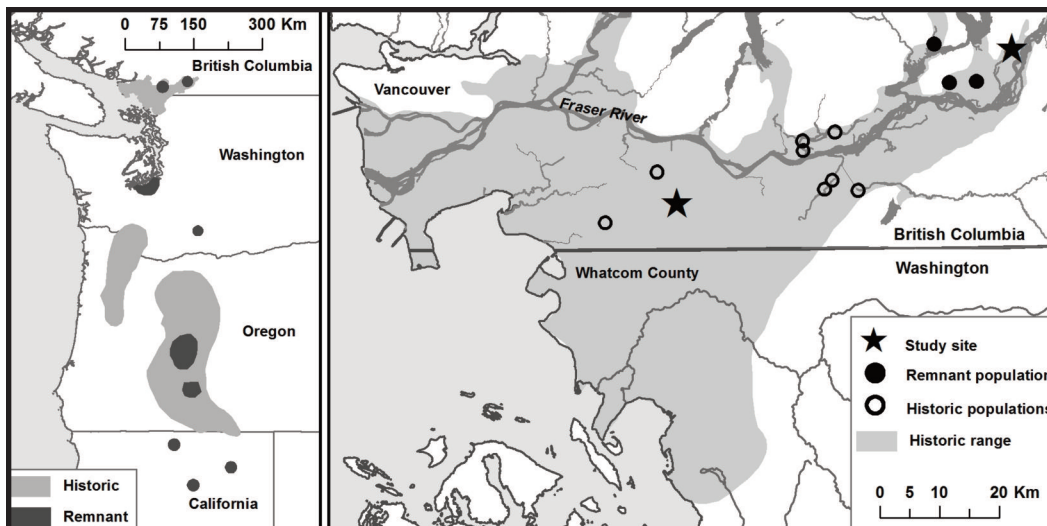 0 75 150 300 Km
British Columbia
Washington
Oregon
California
Historic
Remnant
Vancouver
Fraser River
British Columbia
Whatcom County
Washington
Study site
Remnant population
Historic populations
Historic range
0 5 10 20 Km